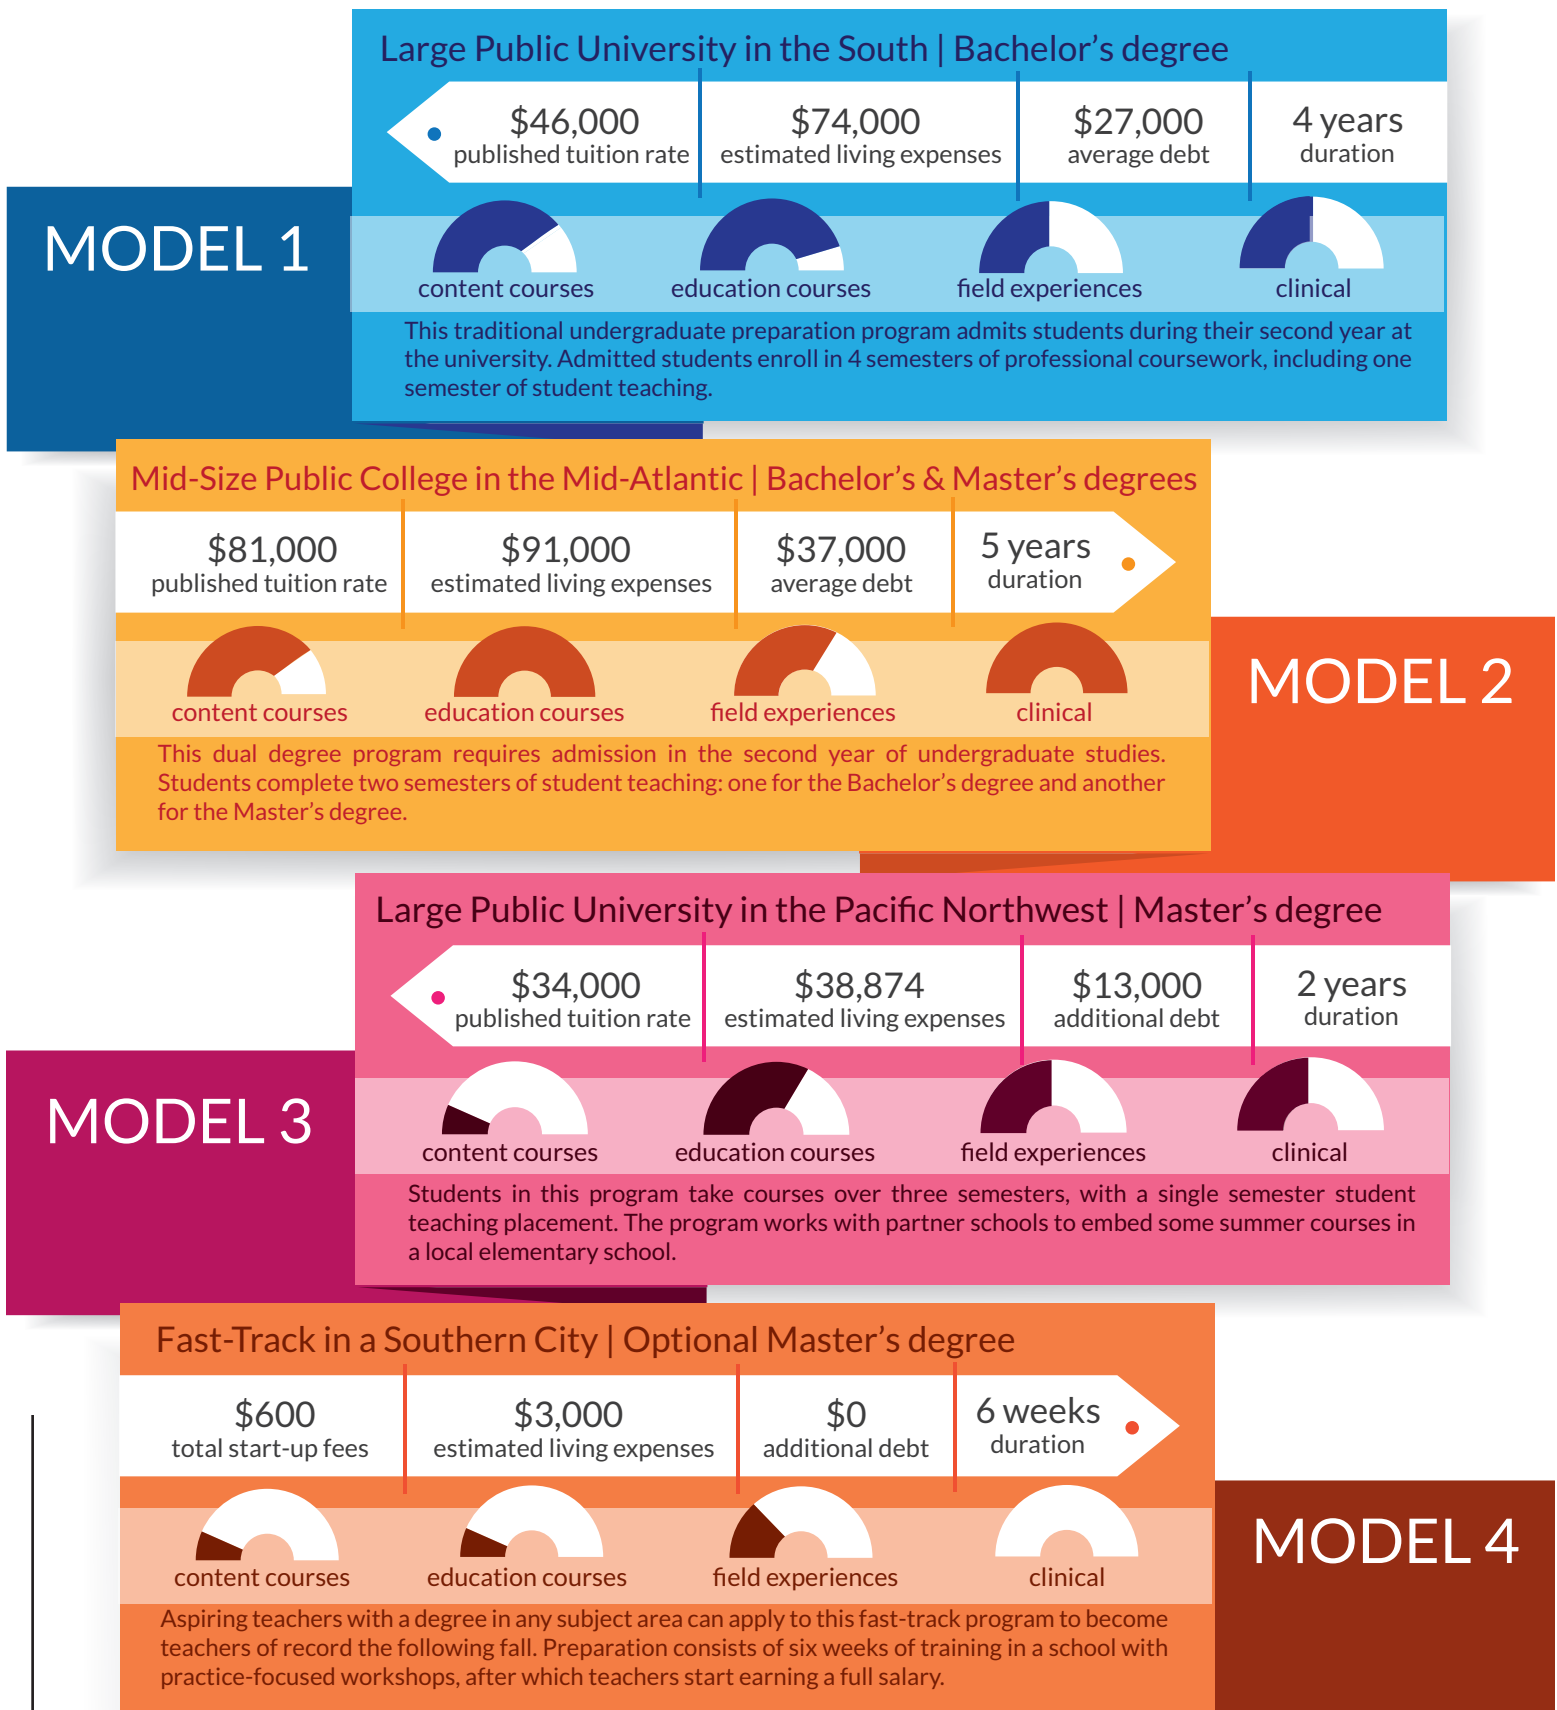 Large Public University in the South | Bachelor's degree
$46,000
published tuition rate
$74,000
estimated living expenses
$27,000
average debt
4 years
duration
MODEL 1
content courses
education courses
field experiences
clinical
This traditional undergraduate preparation program admits students during their second year at
the university. Admitted students enroll in 4 semesters of professional coursework, including one
semester of student teaching.
Mid-Size Public College in the Mid-Atlantic | Bachelor's & Master's degrees
$81,000
published tuition rate
$91,000
estimated living expenses
$37,000
average debt
5 years
duration
MODEL 2
content courses
education courses
field experiences
clinical
This dual degree program requires admission in the second year of undergraduate studies.
Students complete two semesters of student teaching: one for the Bachelor's degree and another
for the Master's degree.
Large Public University in the Pacific Northwest | Master's degree
$34,000
published tuition rate
$38,874
estimated living expenses
$13,000
additional debt
2 years
duration
MODEL 3
content courses
education courses
field experiences
clinical
Students in this program take courses over three semesters, with a single semester student
teaching placement. The program works with partner schools to embed some summer courses in
a local elementary school.
Fast-Track in a Southern City | Optional Master's degree
$600
total start-up fees
$3,000
estimated living expenses
$0
additional debt
6 weeks
duration
MODEL 4
content courses
education courses
field experiences
clinical
Aspiring teachers with a degree in any subject area can apply to this fast-track program to become
teachers of record the following fall. Preparation consists of six weeks of training in a school with
practice-focused workshops, after which teachers start earning a full salary.